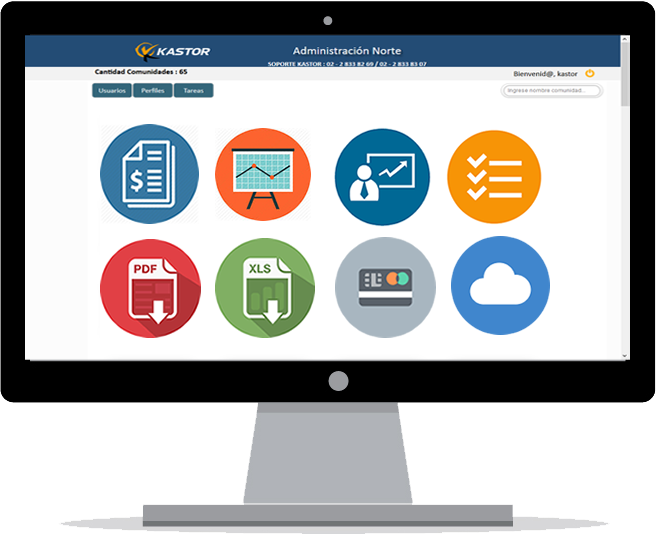 KASTOR
Administración Norte
SOPORTE KASTOR : 02 - 2 833 82 69 / 02 - 2 833 83 07
Cantidad Comunidades : 65
Bienvenid@, kastor
Usuarios Perfiles Tareas
Ingrese nombre comunidad...
$
PDF XLS